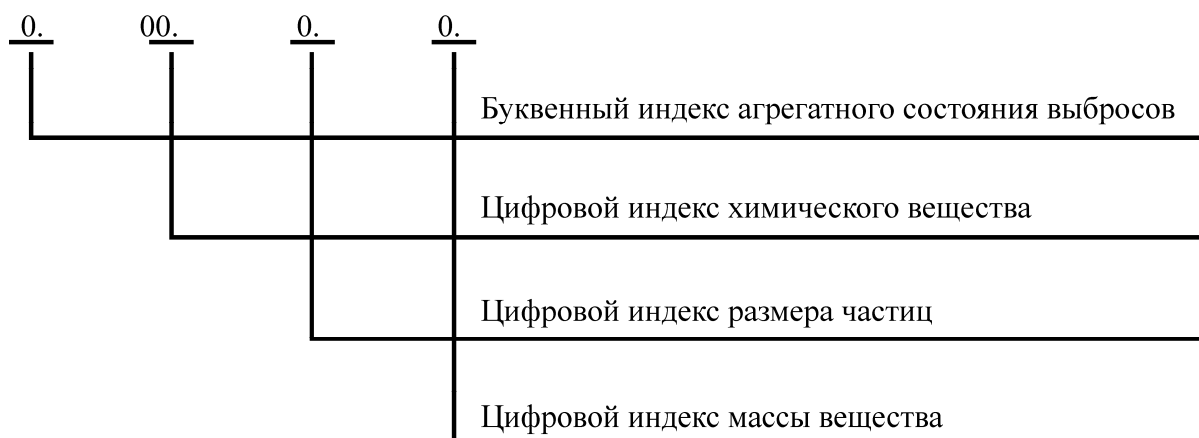 0. 00. 0. 0.
Буквенный индекс агрегатного состояния выбросов
Цифровой индекс химического вещества
Цифровой индекс размера частиц
Цифровой индекс массы вещества